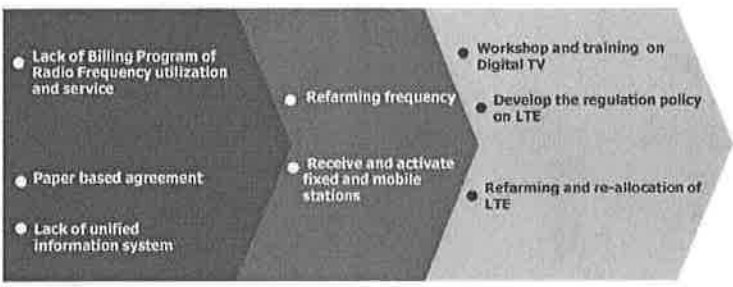 Lack of Billing Program of
Radio Frequency utilization
and service
Paper based agreement
Lack of unified
information system
Refarming frequency
Receive and activate
fixed and mobile
stations
Workshop and training on
Digital TV
Develop the regulation policy
on LTE
Refarming and re-allocation of
LTE